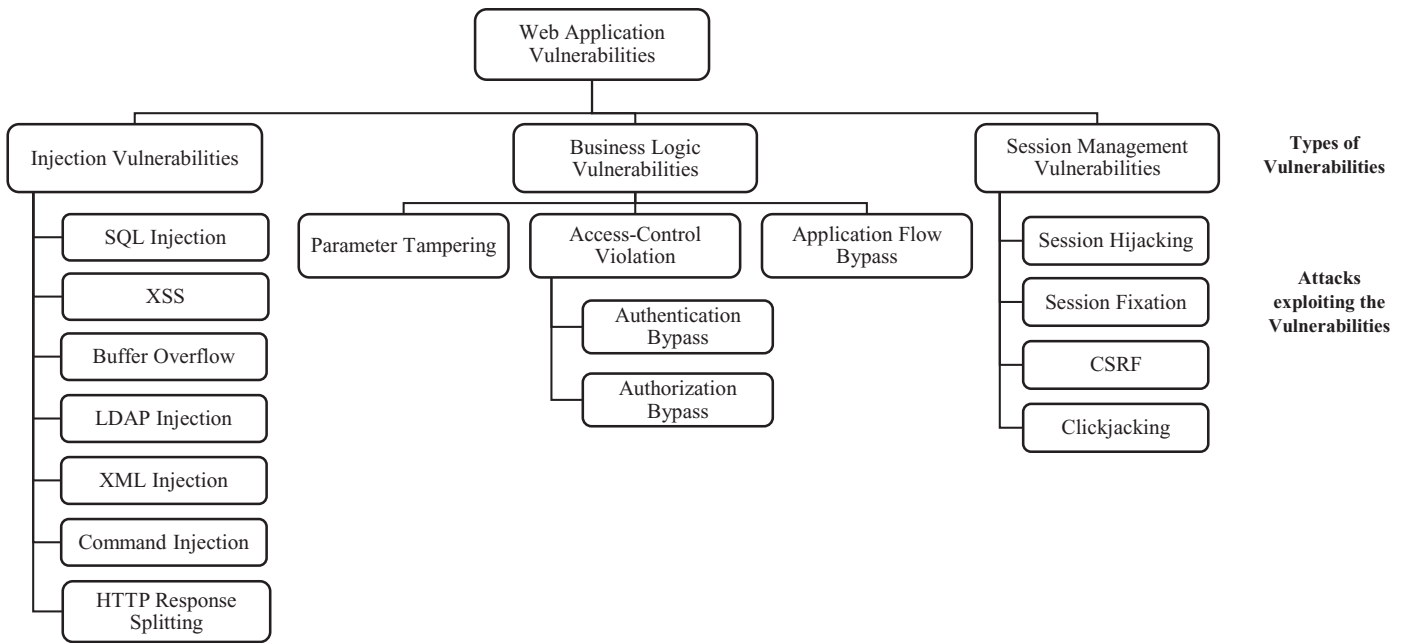 Web Application
Vulnerabilities
Injection Vulnerabilities
Business Logic
Vulnerabilities
Session Management
Vulnerabilities
Types of
Vulnerabilities
SQL Injection
XSS
Buffer Overflow
LDAP Injection
XML Injection
Command Injection
HTTP Response
Splitting
Parameter Tampering
Access-Control
Violation
Application Flow
Bypass
Authentication
Bypass
Authorization
Bypass
Session Hijacking
Session Fixation
CSRF
Clickjacking
Attacks
exploiting the
Vulnerabilities